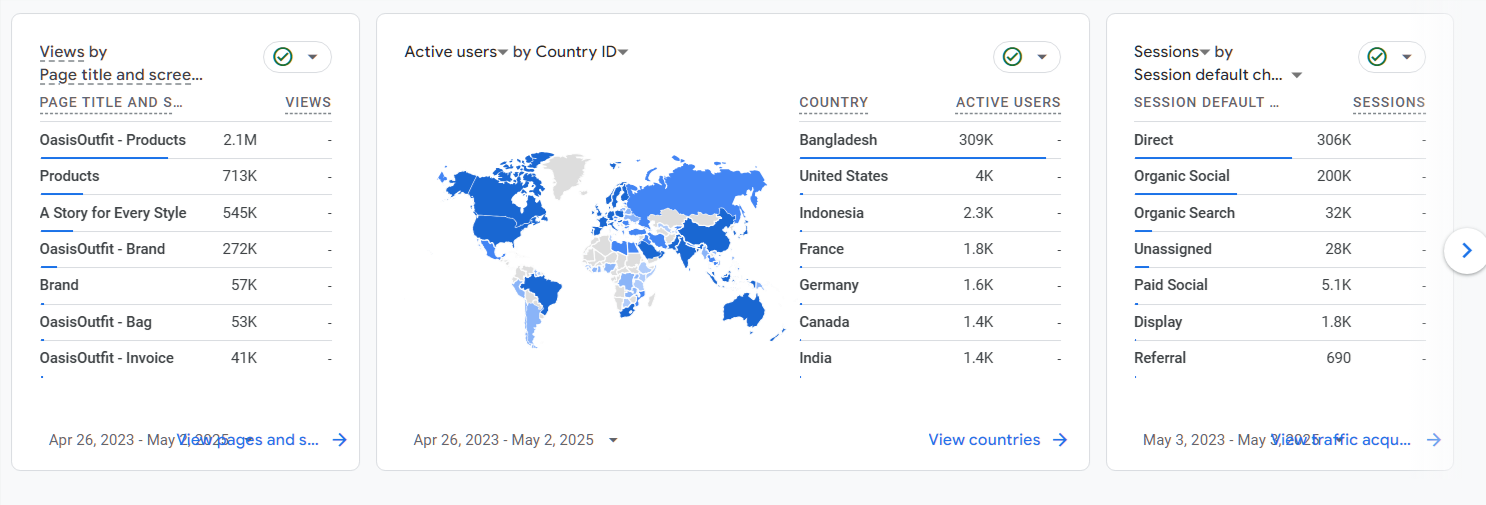 Views by
Page title and scree...
PAGE TITLE AND S... VIEWS
OasisOutfit - Products 2.1M -
Products 713K -
A Story for Every Style 545K -
OasisOutfit - Brand 272K -
Brand 57K -
OasisOutfit - Bag 53K -
OasisOutfit - Invoice 41K -
Apr 26, 2023 - May 2, 2025 View pages and s...
Active users by Country ID
COUNTRY ACTIVE USERS
Bangladesh 309K -
United States 4K -
Indonesia 2.3K -
France 1.8K -
Germany 1.6K -
Canada 1.4K -
India 1.4K -
Apr 26, 2023 - May 2, 2025 View countries
Sessions by
Session default ch...
SESSION DEFAULT ... SESSIONS
Direct 306K -
Organic Social 200K -
Organic Search 32K -
Unassigned 28K -
Paid Social 5.1K -
Display 1.8K -
Referral 690 -
May 3, 2023 - May 3, 2025 View traffic acqu...